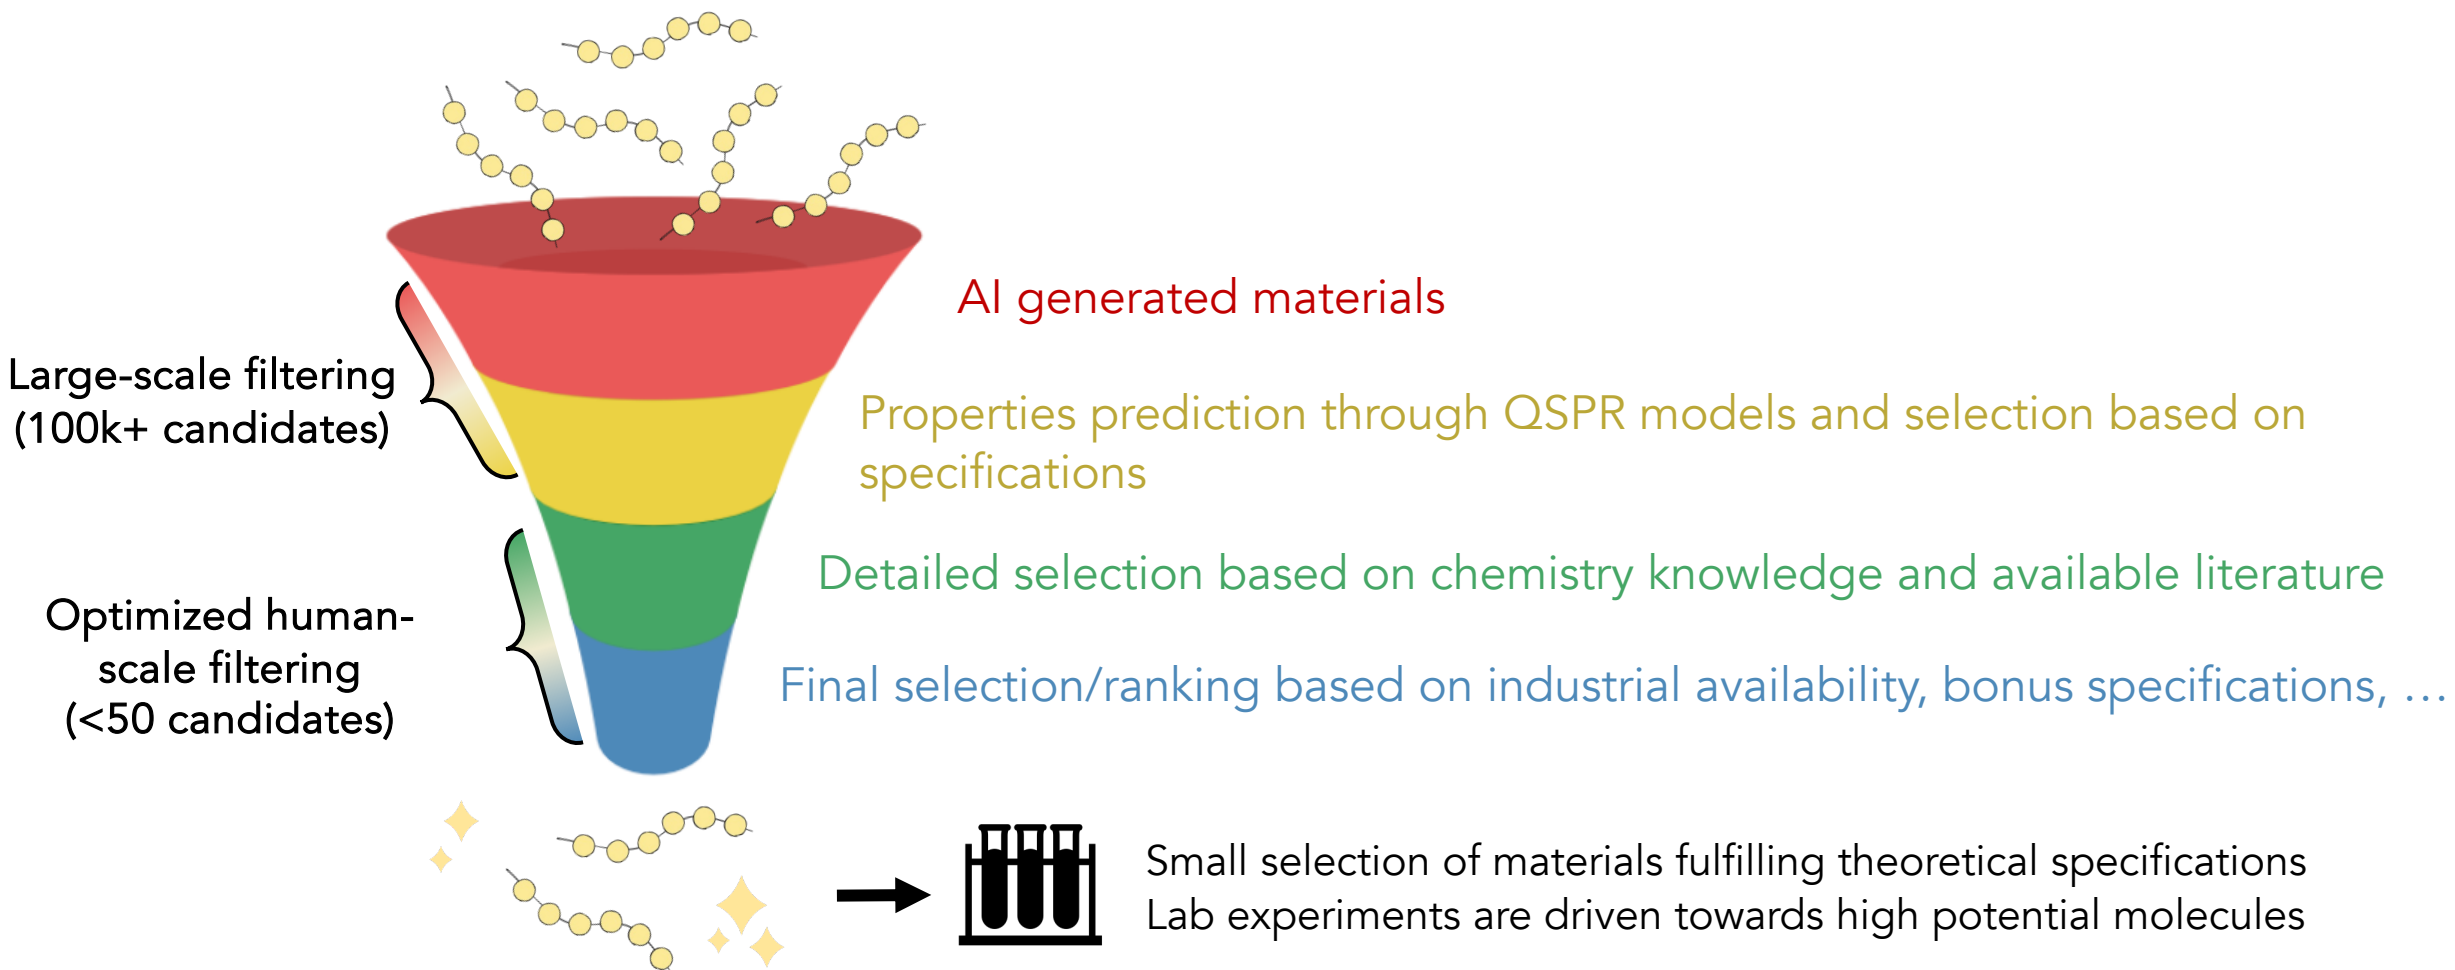 AI generated materials
Large-scale filtering
(100k+ candidates)
Properties prediction through QSPR models and selection based on
specifications
Detailed selection based on chemistry knowledge and available literature
Optimized human-
scale filtering
(<50 candidates)
Final selection/ranking based on industrial availability, bonus specifications, …
Small selection of materials fulfilling theoretical specifications
Lab experiments are driven towards high potential molecules